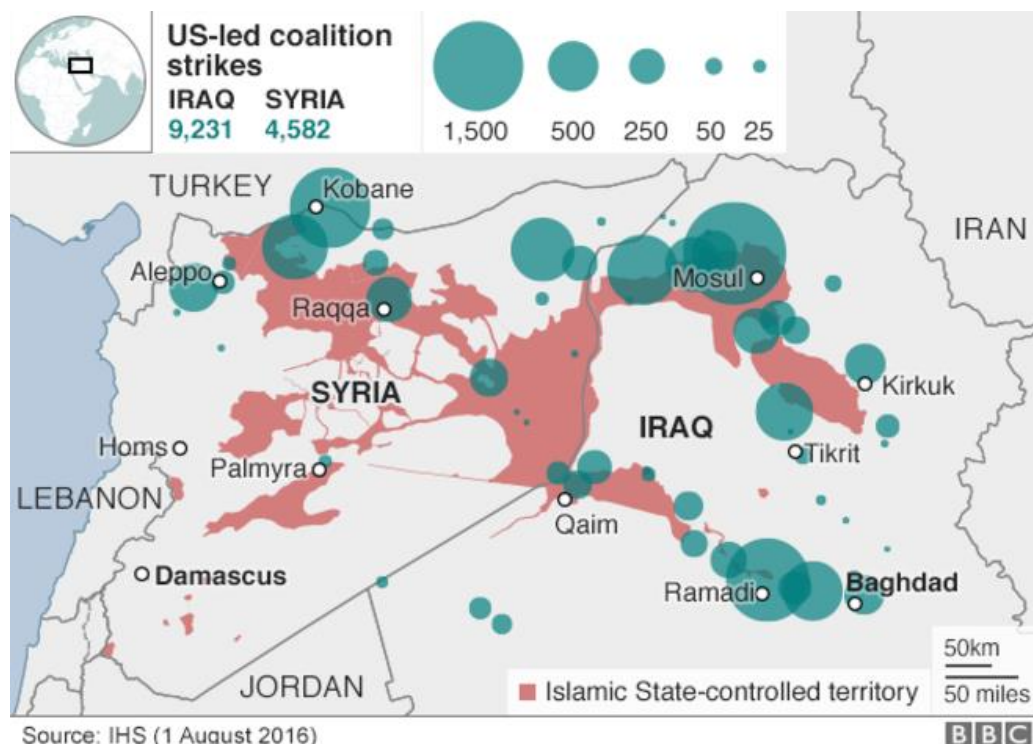 US-led coalition
strikes
IRAQ SYRIA
9,231 4,582
1,500 500 250 50 25
TURKEY
Kobane
IRAN
Aleppo
Mosul
Raqqa
SYRIA
Kirkuk
IRAQ
Homs
Palmyra
Tikrit
LEBANON
Qaim
Damascus
Ramadi
Baghdad
JORDAN
50km
50 miles
Islamic State-controlled territory
Source: IHS (1 August 2016)
BBC